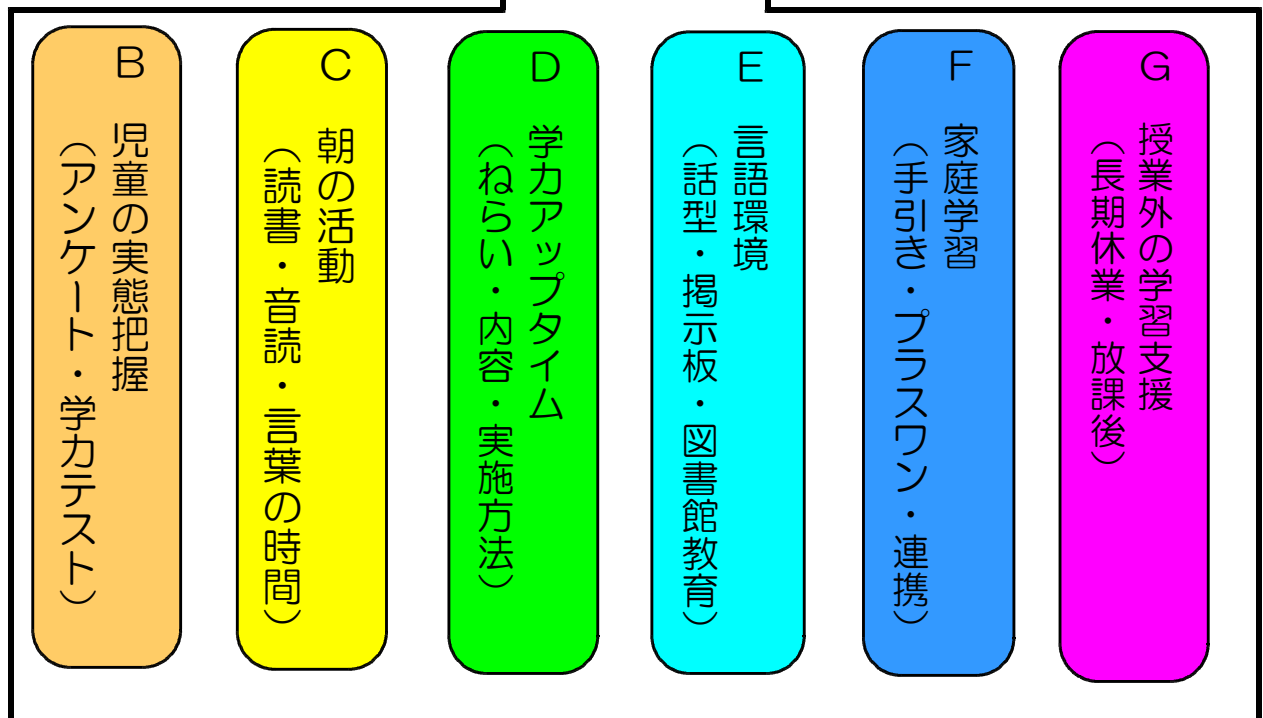 B 児童の実態把握
（アンケート・学力テスト）
C 朝の活動
（読書・音読・言葉の時間）
D 学力アップタイム
（ねらい・内容・実施方法）
E 言語環境
（話型・掲示板・図書館教育）
F 家庭学習
（手引き・プラスワン・連携）
G 授業外の学習支援
（長期休業・放課後）